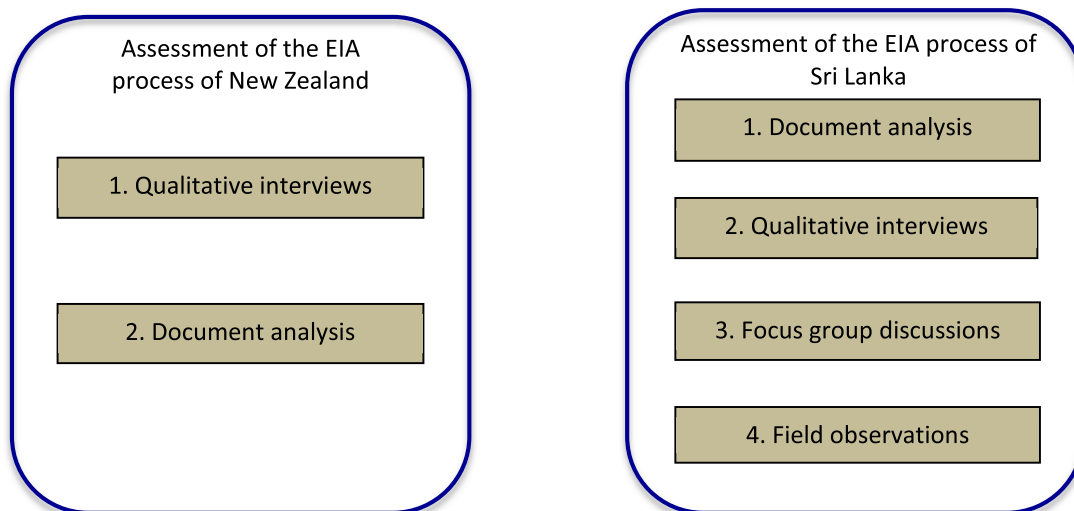 Assessment of the EIA
process of New Zealand
1. Qualitative interviews
2. Document analysis
Assessment of the EIA process of
Sri Lanka
1. Document analysis
2. Qualitative interviews
3. Focus group discussions
4. Field observations